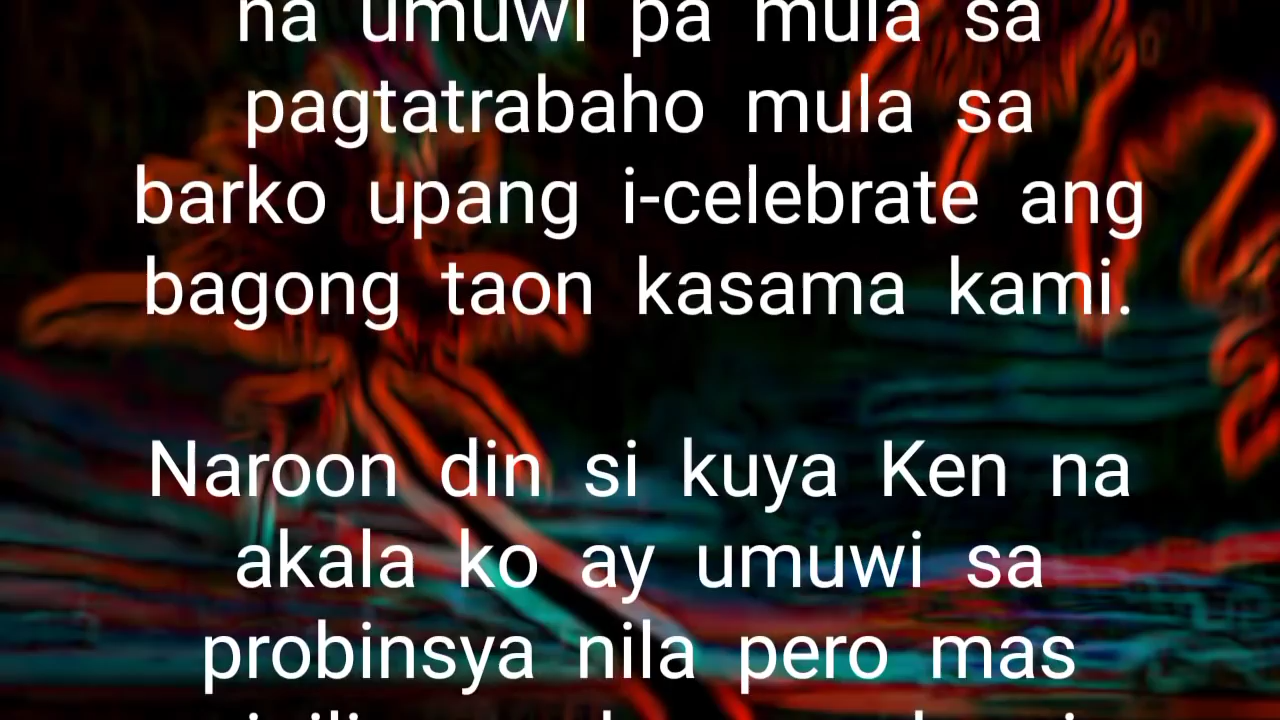 na umuwi pa mula sa
pagtatrabaho mula sa
barko upang i-celebrate ang
bagong taon kasama kami.
Naroon din si kuya Ken na
akala ko ay umuwi sa
probinsya nila pero mas